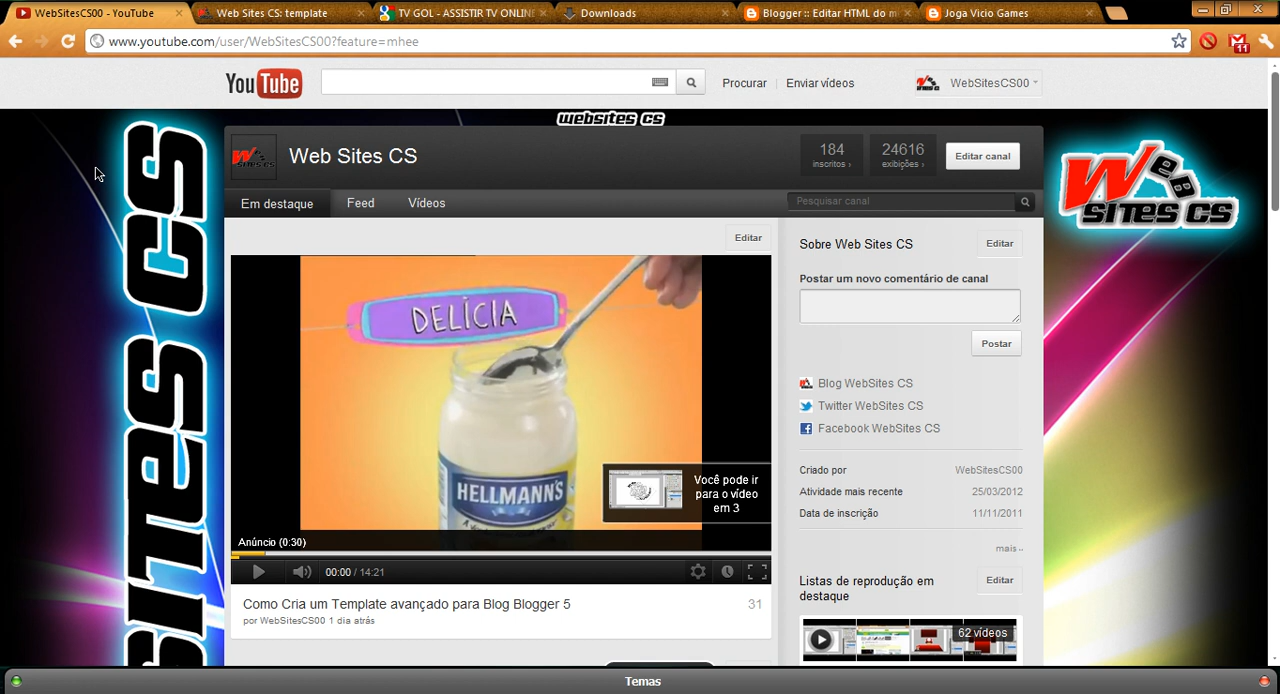 WebSitesCS00 - YouTube
Web Sites CS: template
TV GOL - ASSISTIR TV ONLINE
Downloads
Blogger :: Editar HTML do m
Joga Vicio Games
www.youtube.com/user/WebSitesCS00?feature=mhee
11
YouTube
Procurar
Enviar vídeos
WebSitesCS00
websites cs
Web Sites CS
184
inscritos ›
24616
exibições ›
Editar canal
Em destaque
Feed
Vídeos
Pesquisar canal
Web
sites cs
sites cs
Editar
DELÍCIA
HELLMANN'S
Você pode ir
para o vídeo
em 3
Anúncio (0:30)
00:00 / 14:21
Como Cria um Template avançado para Blog Blogger 5
31
por WebSitesCS00 1 dia atrás
Sobre Web Sites CS
Editar
Postar um novo comentário de canal
Postar
Blog WebSites CS
Twitter WebSites CS
Facebook WebSites CS
Criado por
WebSitesCS00
Atividade mais recente
25/03/2012
Data de inscrição
11/11/2011
mais ..
Listas de reprodução em
destaque
Editar
62 vídeos
Temas